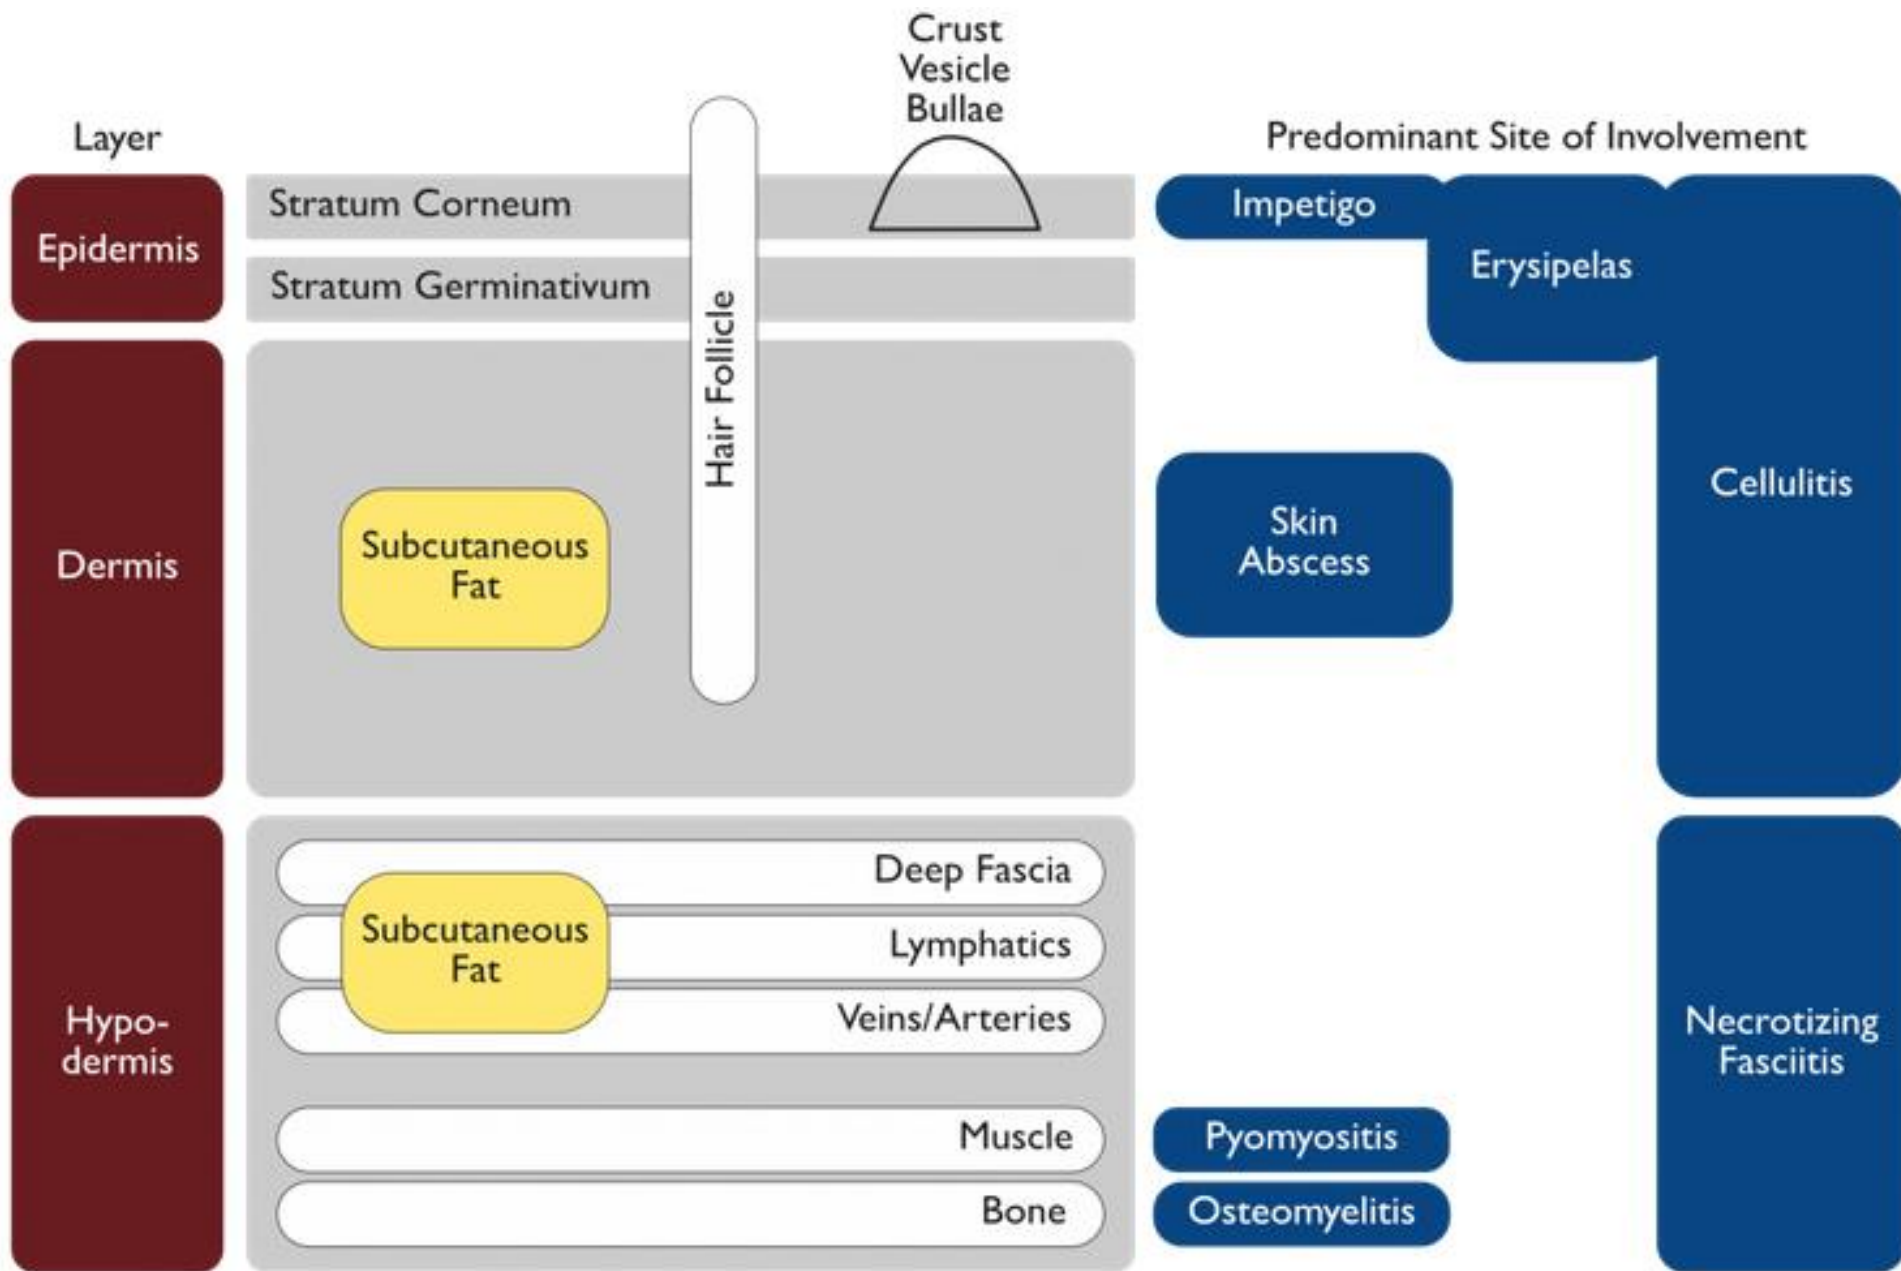 Crust
Vesicle
Bullae
Layer
Predominant Site of Involvement
Epidermis
Stratum Corneum
Stratum Germinativum
Hair Follicle
Impetigo
Erysipelas
Cellulitis
Dermis
Subcutaneous
Fat
Skin
Abscess
Hypo-
dermis
Deep Fascia
Subcutaneous
Fat
Lymphatics
Veins/Arteries
Muscle
Bone
Pyomyositis
Osteomyelitis
Necrotizing
Fasciitis